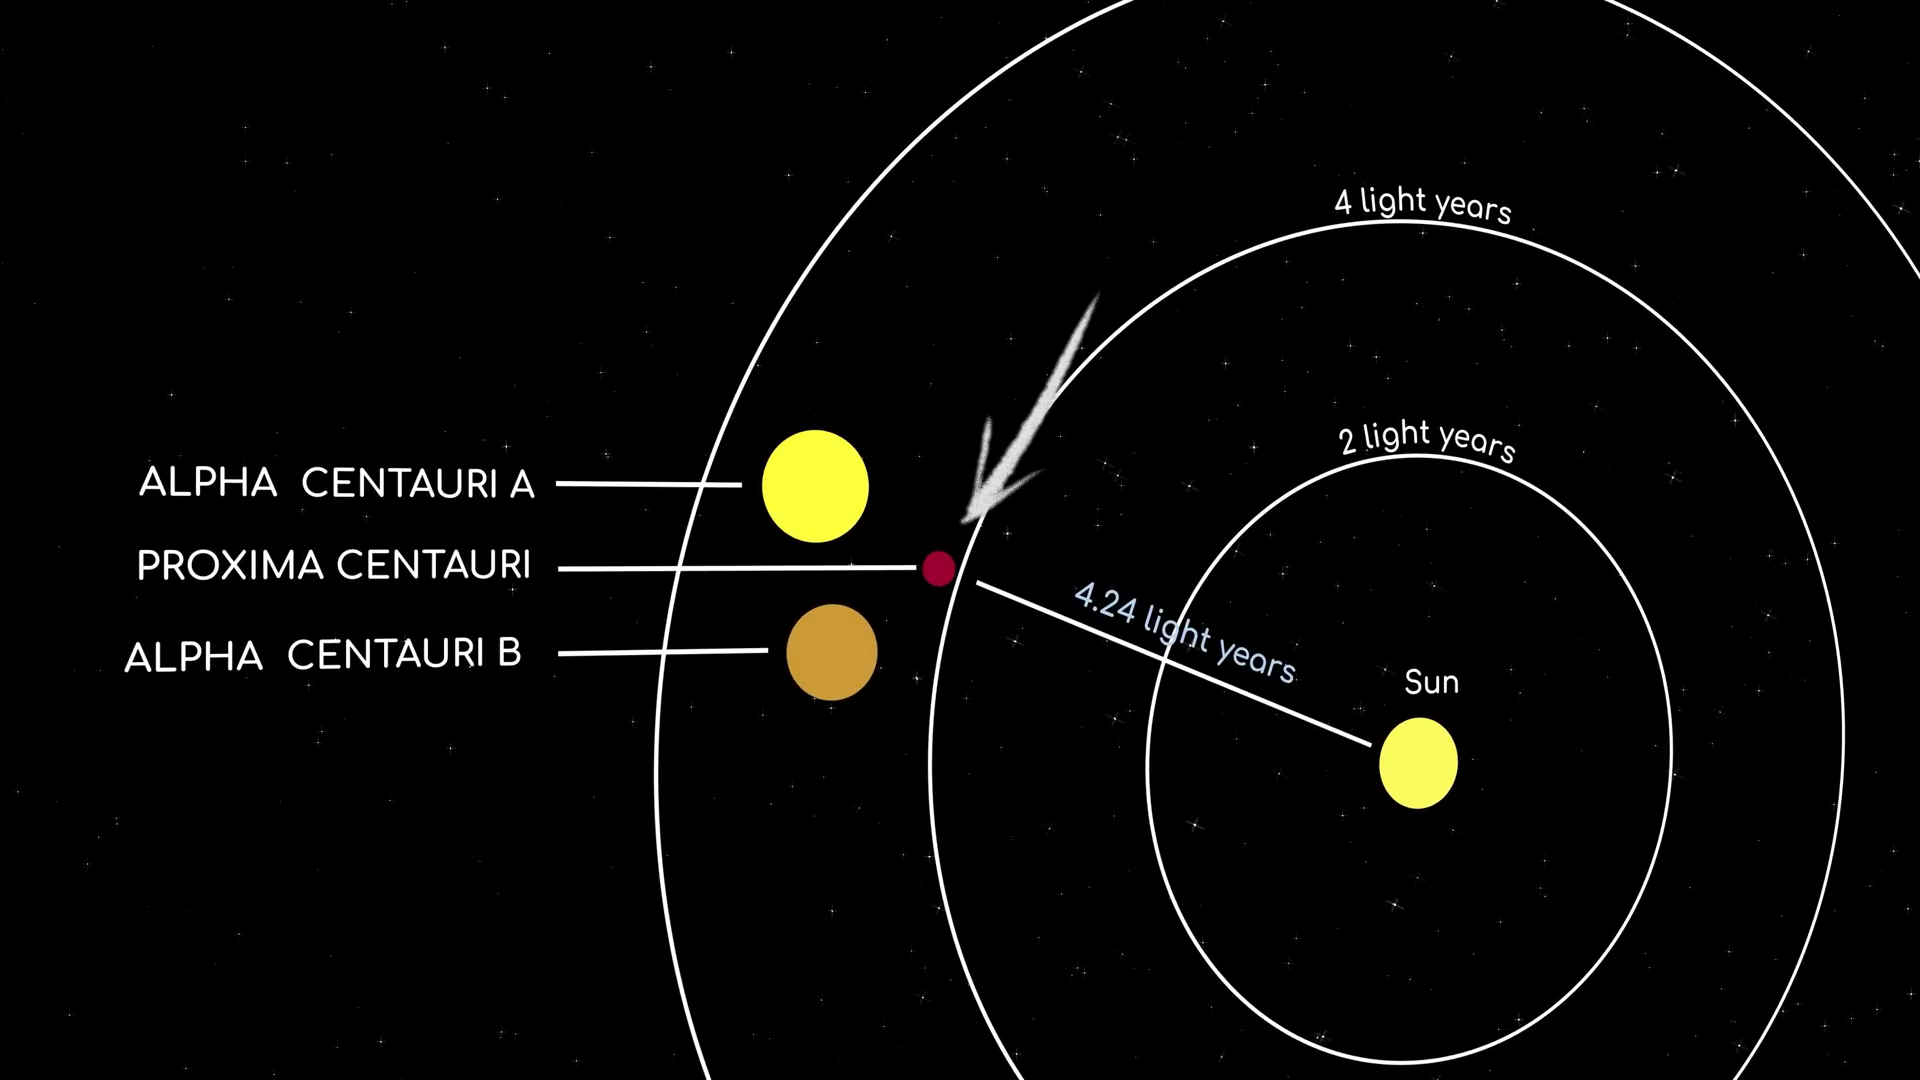 4 light years
2 light years
ALPHA CENTAURI A
PROXIMA CENTAURI
ALPHA CENTAURI B
4.24 light years
Sun